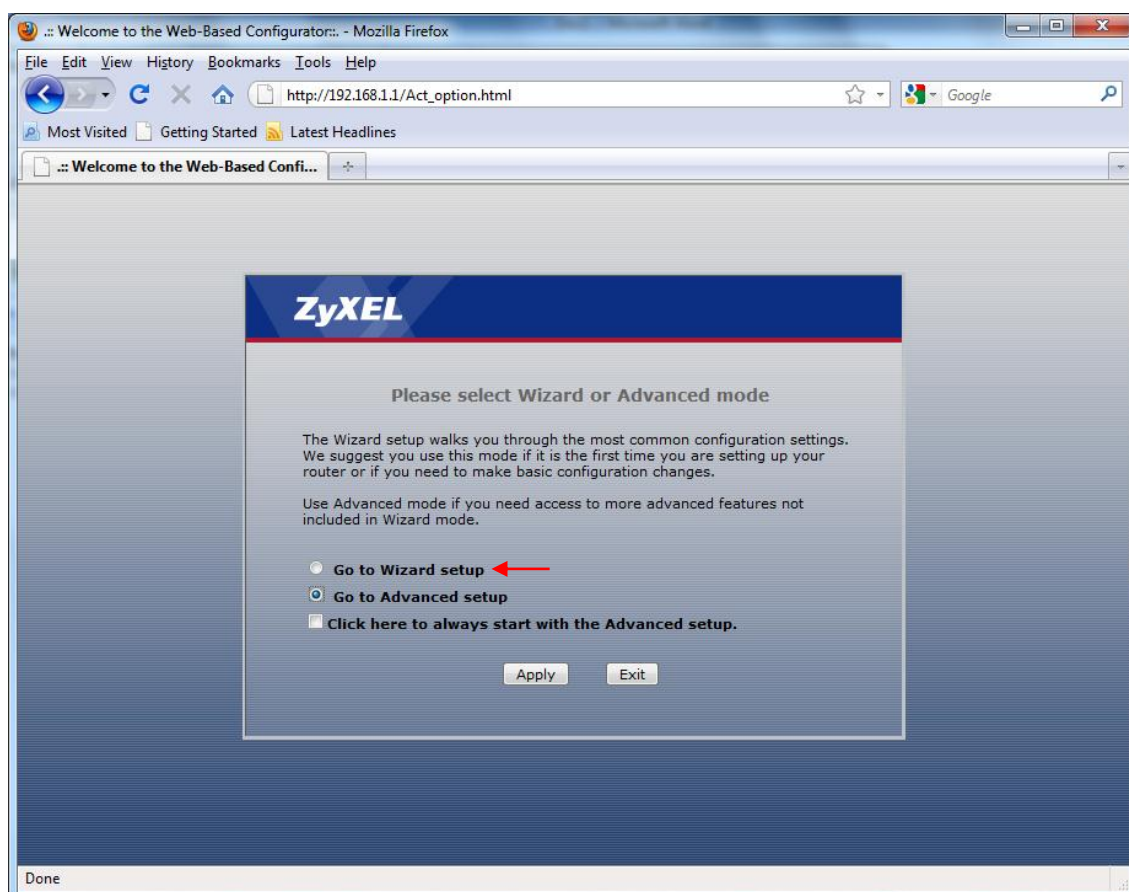 .:: Welcome to the Web-Based Configurator::. - Mozilla Firefox
File Edit View History Bookmarks Tools Help
http://192.168.1.1/Act_option.html
Google
Most Visited Getting Started Latest Headlines
.:: Welcome to the Web-Based Confi...
ZyXEL
Please select Wizard or Advanced mode
The Wizard setup walks you through the most common configuration settings.
We suggest you use this mode if it is the first time you are setting up your
router or if you need to make basic configuration changes.
Use Advanced mode if you need access to more advanced features not
included in Wizard mode.
Go to Wizard setup
Go to Advanced setup
Click here to always start with the Advanced setup.
Apply Exit
Done